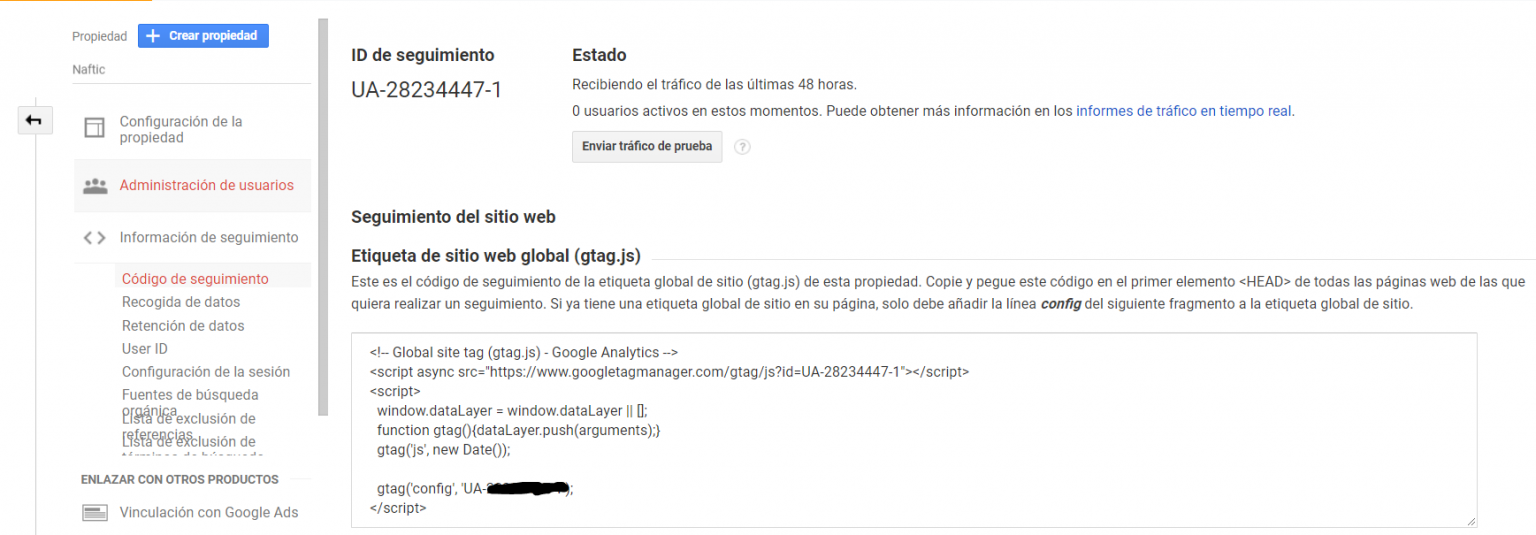 Propiedad
Crear propiedad
Naftic
Configuración de la
propiedad
Administración de usuarios
Información de seguimiento
Código de seguimiento
Recogida de datos
Retención de datos
User ID
Configuración de la sesión
Fuentes de búsqueda
orgánica
Lista de exclusión de
referencias
Lista de exclusión de
términos de búsqueda
ENLAZAR CON OTROS PRODUCTOS
Vinculación con Google Ads
ID de seguimiento
UA-28234447-1
Estado
Recibiendo el tráfico de las últimas 48 horas.
0 usuarios activos en estos momentos. Puede obtener más información en los informes de tráfico en tiempo real.
Enviar tráfico de prueba
?
Seguimiento del sitio web
Etiqueta de sitio web global (gtag.js)
Este es el código de seguimiento de la etiqueta global de sitio (gtag.js) de esta propiedad. Copie y pegue este código en el primer elemento <HEAD> de todas las páginas web de las que
quiera realizar un seguimiento. Si ya tiene una etiqueta global de sitio en su página, solo debe añadir la línea config del siguiente fragmento a la etiqueta global de sitio.
<!-- Global site tag (gtag.js) - Google Analytics -->
<script async src="https://www.googletagmanager.com/gtag/js?id=UA-28234447-1"></script>
<script>
window.dataLayer = window.dataLayer || [];
function gtag(){dataLayer.push(arguments);}
gtag('js', new Date());
gtag('config', 'UA-
);
</script>